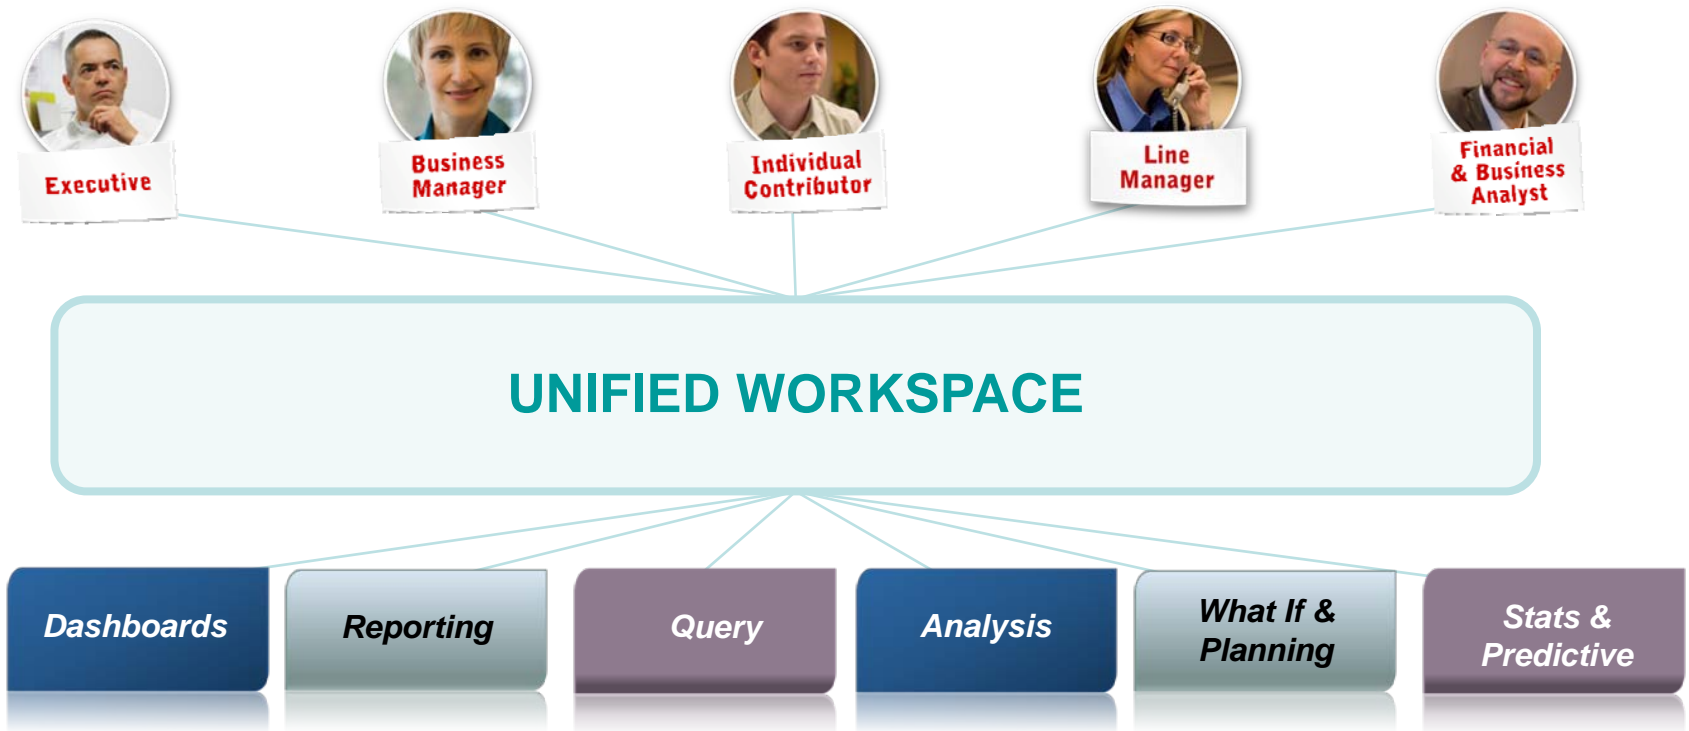 Executive
Business
Manager
Individual
Contributor
Line
Manager
Financial
& Business
Analyst
UNIFIED WORKSPACE
Dashboards
Reporting
Query
Analysis
What If &
Planning
Stats &
Predictive